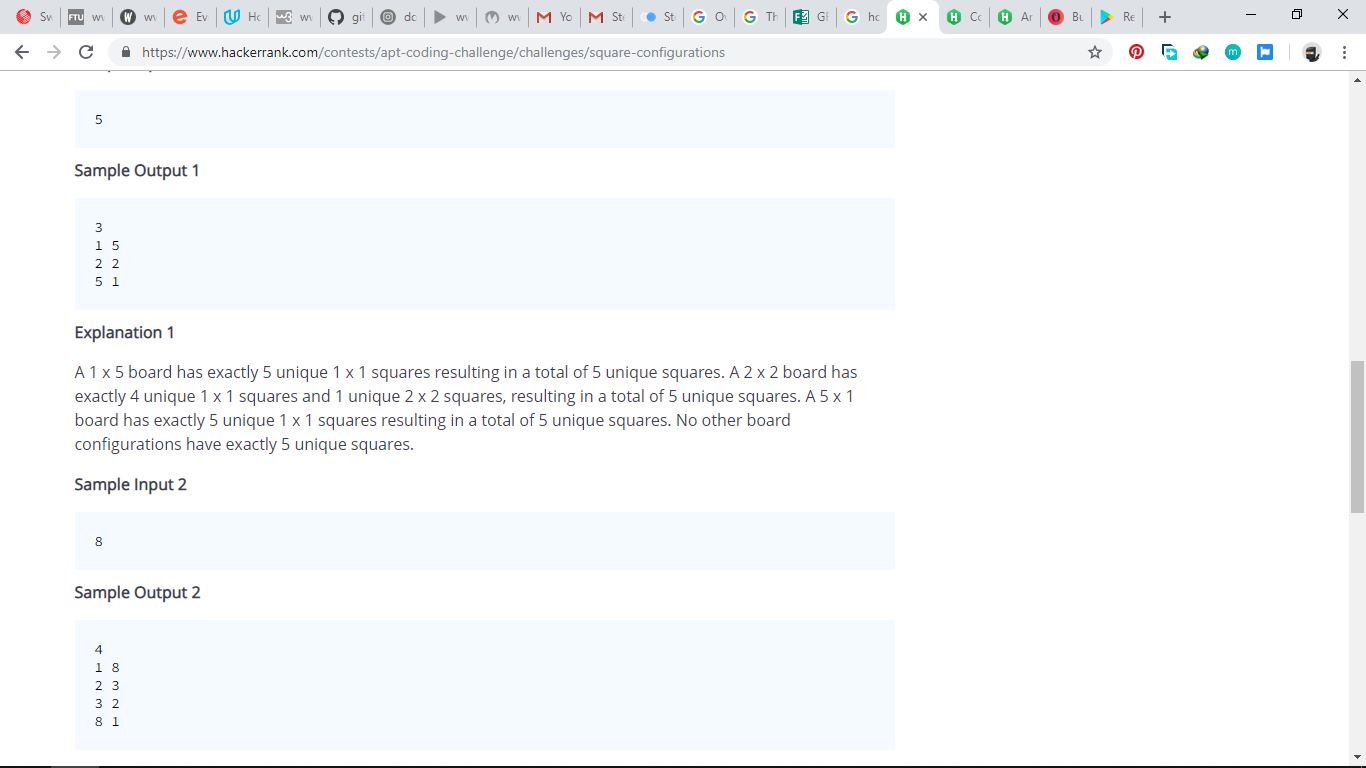 Sw
FTU
wv
W
wv
Ev
Hc
w3
wv
git
dc
wv
wv
Yo
Sto
St
O
Th
GF
hc
Cc
Ar
Bu
Re
https://www.hackerrank.com/contests/apt-coding-challenge/challenges/square-configurations
5
Sample Output 1
3
1 5
2 2
5 1
Explanation 1
A 1 x 5 board has exactly 5 unique 1 x 1 squares resulting in a total of 5 unique squares. A 2 x 2 board has
exactly 4 unique 1 x 1 squares and 1 unique 2 x 2 squares, resulting in a total of 5 unique squares. A 5 x 1
board has exactly 5 unique 1 x 1 squares resulting in a total of 5 unique squares. No other board
configurations have exactly 5 unique squares.
Sample Input 2
8
Sample Output 2
4
1 8
2 3
3 2
8 1